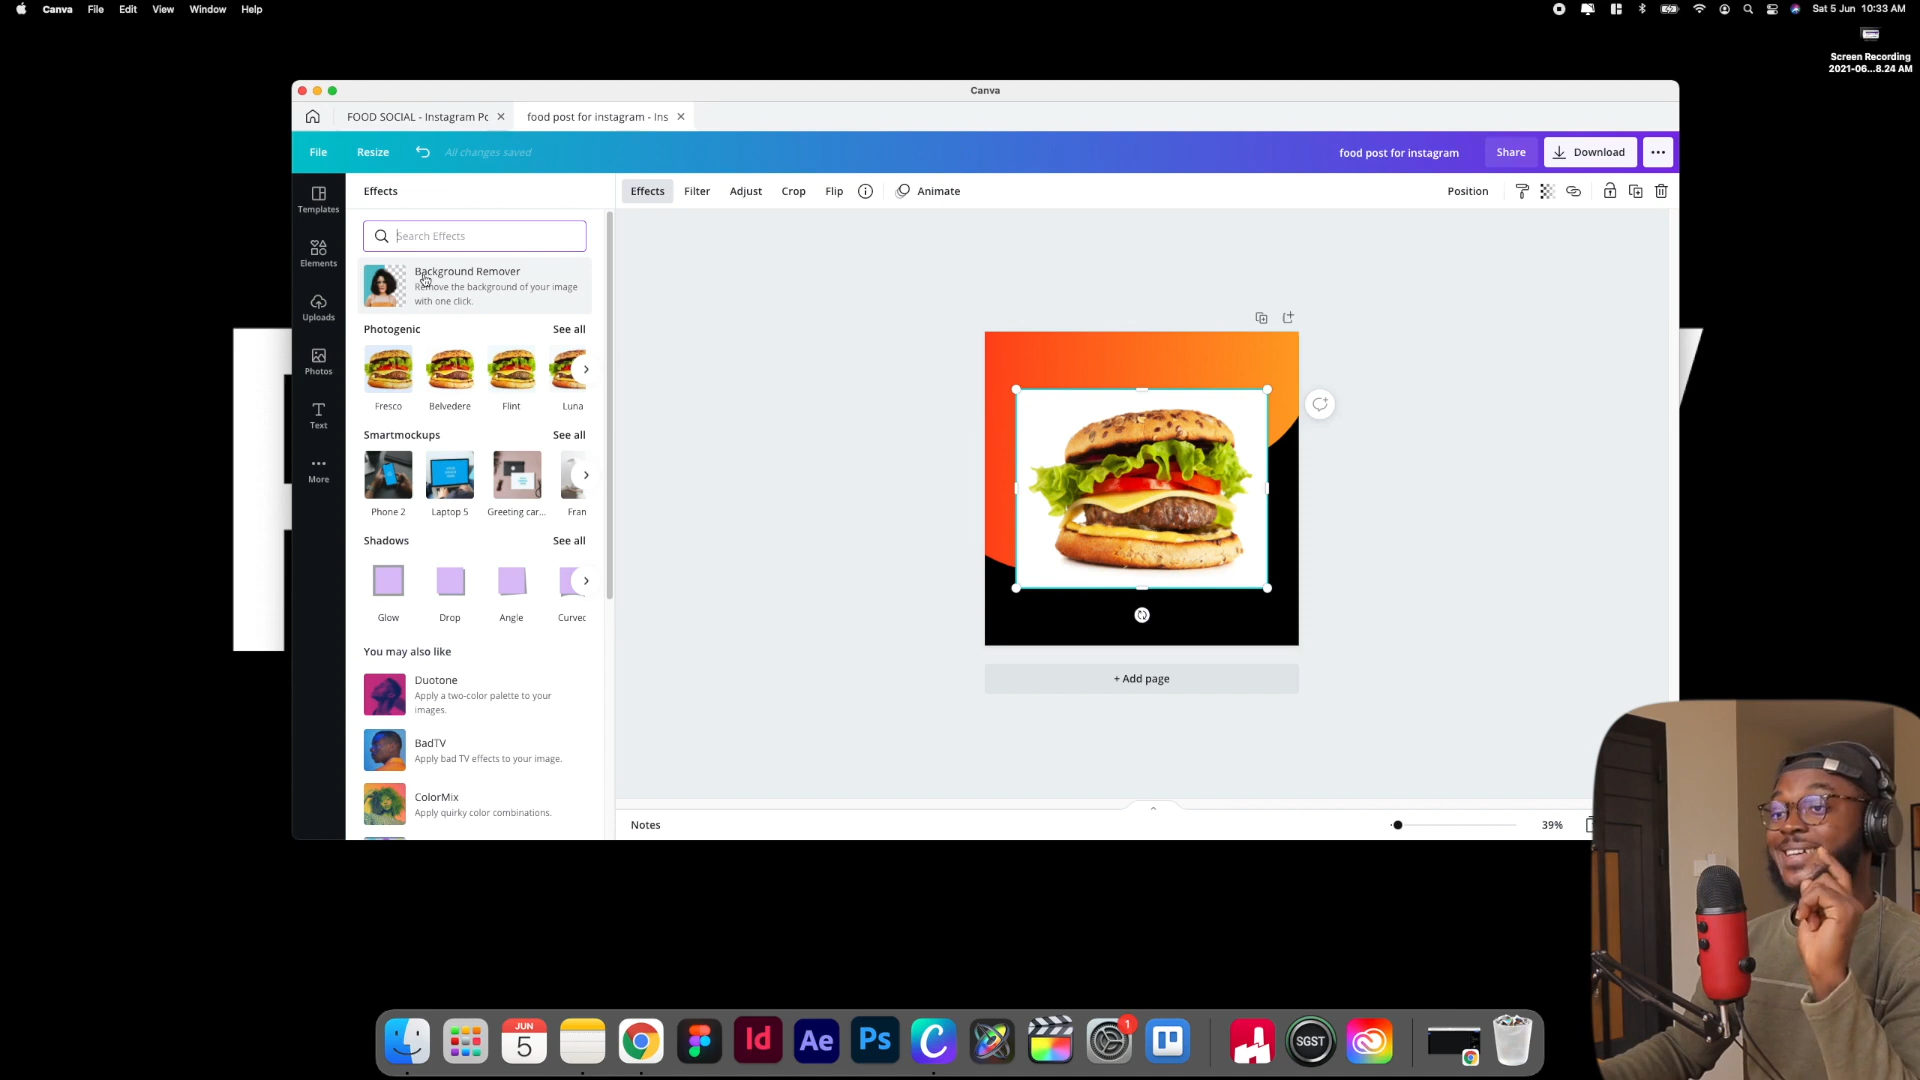 Canva File Edit View Window Help
Sat 5 Jun 10:33 AM
Screen Recording
2021-06...8.24 AM
Canva
FOOD SOCIAL - Instagram Pc
food post for instagram - Ins
File Resize All changes saved
food post for instagram Share Download
Templates
Elements
Uploads
Photos
Text
More
Effects
Search Effects
Background Remover
Remove the background of your image
with one click.
Photogenic See all
Fresco Belvedere Flint Luna
Smartmockups See all
Phone 2 Laptop 5 Greeting car... Fran
Shadows See all
Glow Drop Angle Curvec
You may also like
Duotone
Apply a two-color palette to your
images.
BadTV
Apply bad TV effects to your image.
ColorMix
Apply quirky color combinations.
Effects Filter Adjust Crop Flip Animate
Position
+ Add page
Notes
39%
JUN
5
Id
Ae
Ps
C
1
SGST